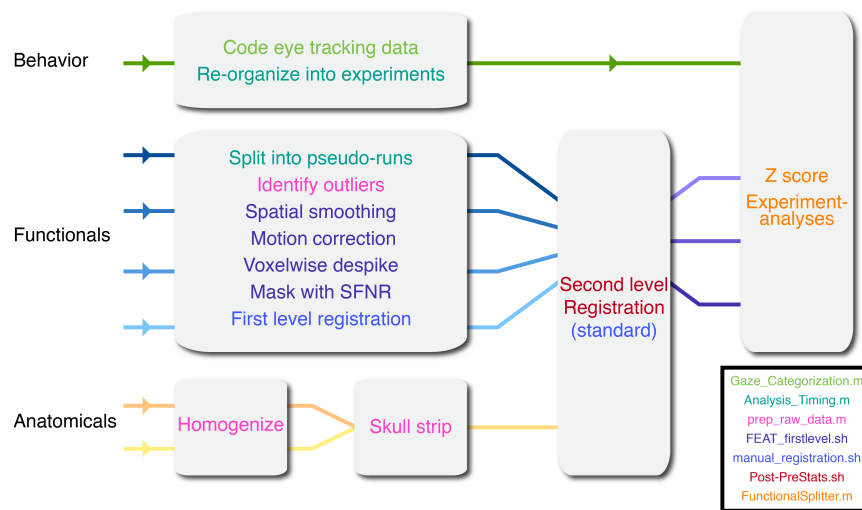 Behavior
Code eye tracking data
Re-organize into experiments
Functionals
Split into pseudo-runs
Identify outliers
Spatial smoothing
Motion correction
Voxelwise despike
Mask with SFNR
First level registration
Anatomicals
Homogenize
Skull strip
Second level
Registration
(standard)
Z score
Experiment-
analyses
Gaze_Categorization.m
Analysis_Timing.m
prep_raw_data.m
FEAT_firstlevel.sh
manual_registration.sh
Post-PreStats.sh
FunctionalSplitter.m